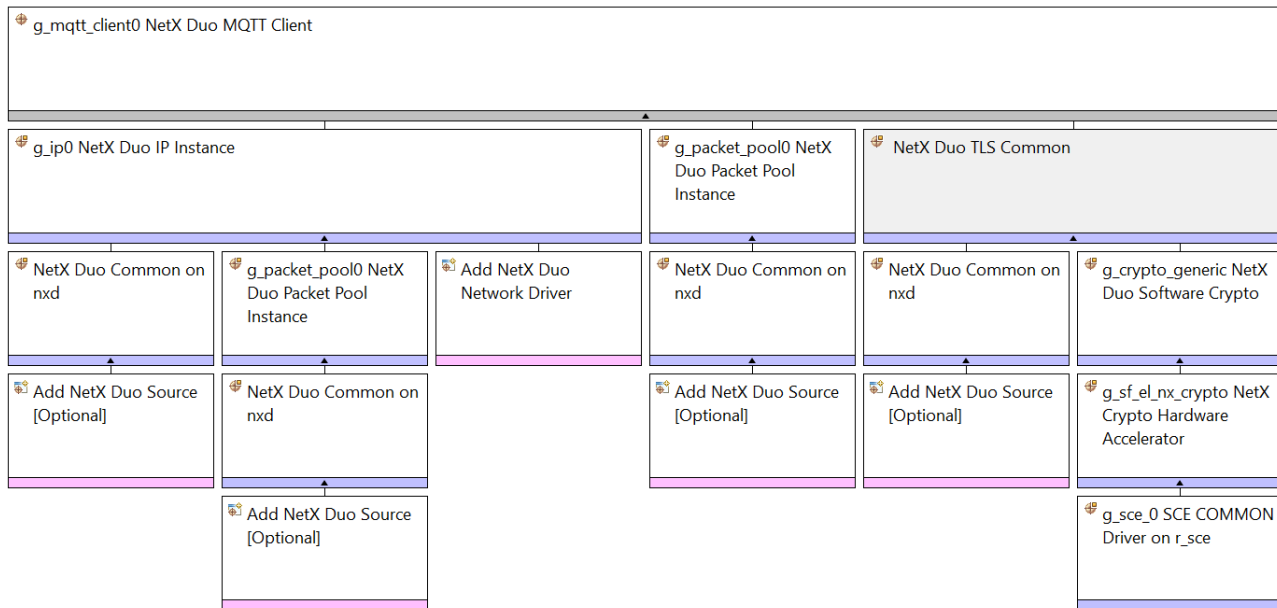 g_mqtt_client0 NetX Duo MQTT Client
g_ip0 NetX Duo IP Instance
g_packet_pool0 NetX
Duo Packet Pool
Instance
NetX Duo TLS Common
NetX Duo Common on
nxd
g_packet_pool0 NetX
Duo Packet Pool
Instance
Add NetX Duo
Network Driver
NetX Duo Common on
nxd
NetX Duo Common on
nxd
g_crypto_generic NetX
Duo Software Crypto
Add NetX Duo Source
[Optional]
NetX Duo Common on
nxd
Add NetX Duo Source
[Optional]
Add NetX Duo Source
[Optional]
g_sf_el_nx_crypto NetX
Crypto Hardware
Accelerator
Add NetX Duo Source
[Optional]
g_sce_0 SCE COMMON
Driver on r_sce